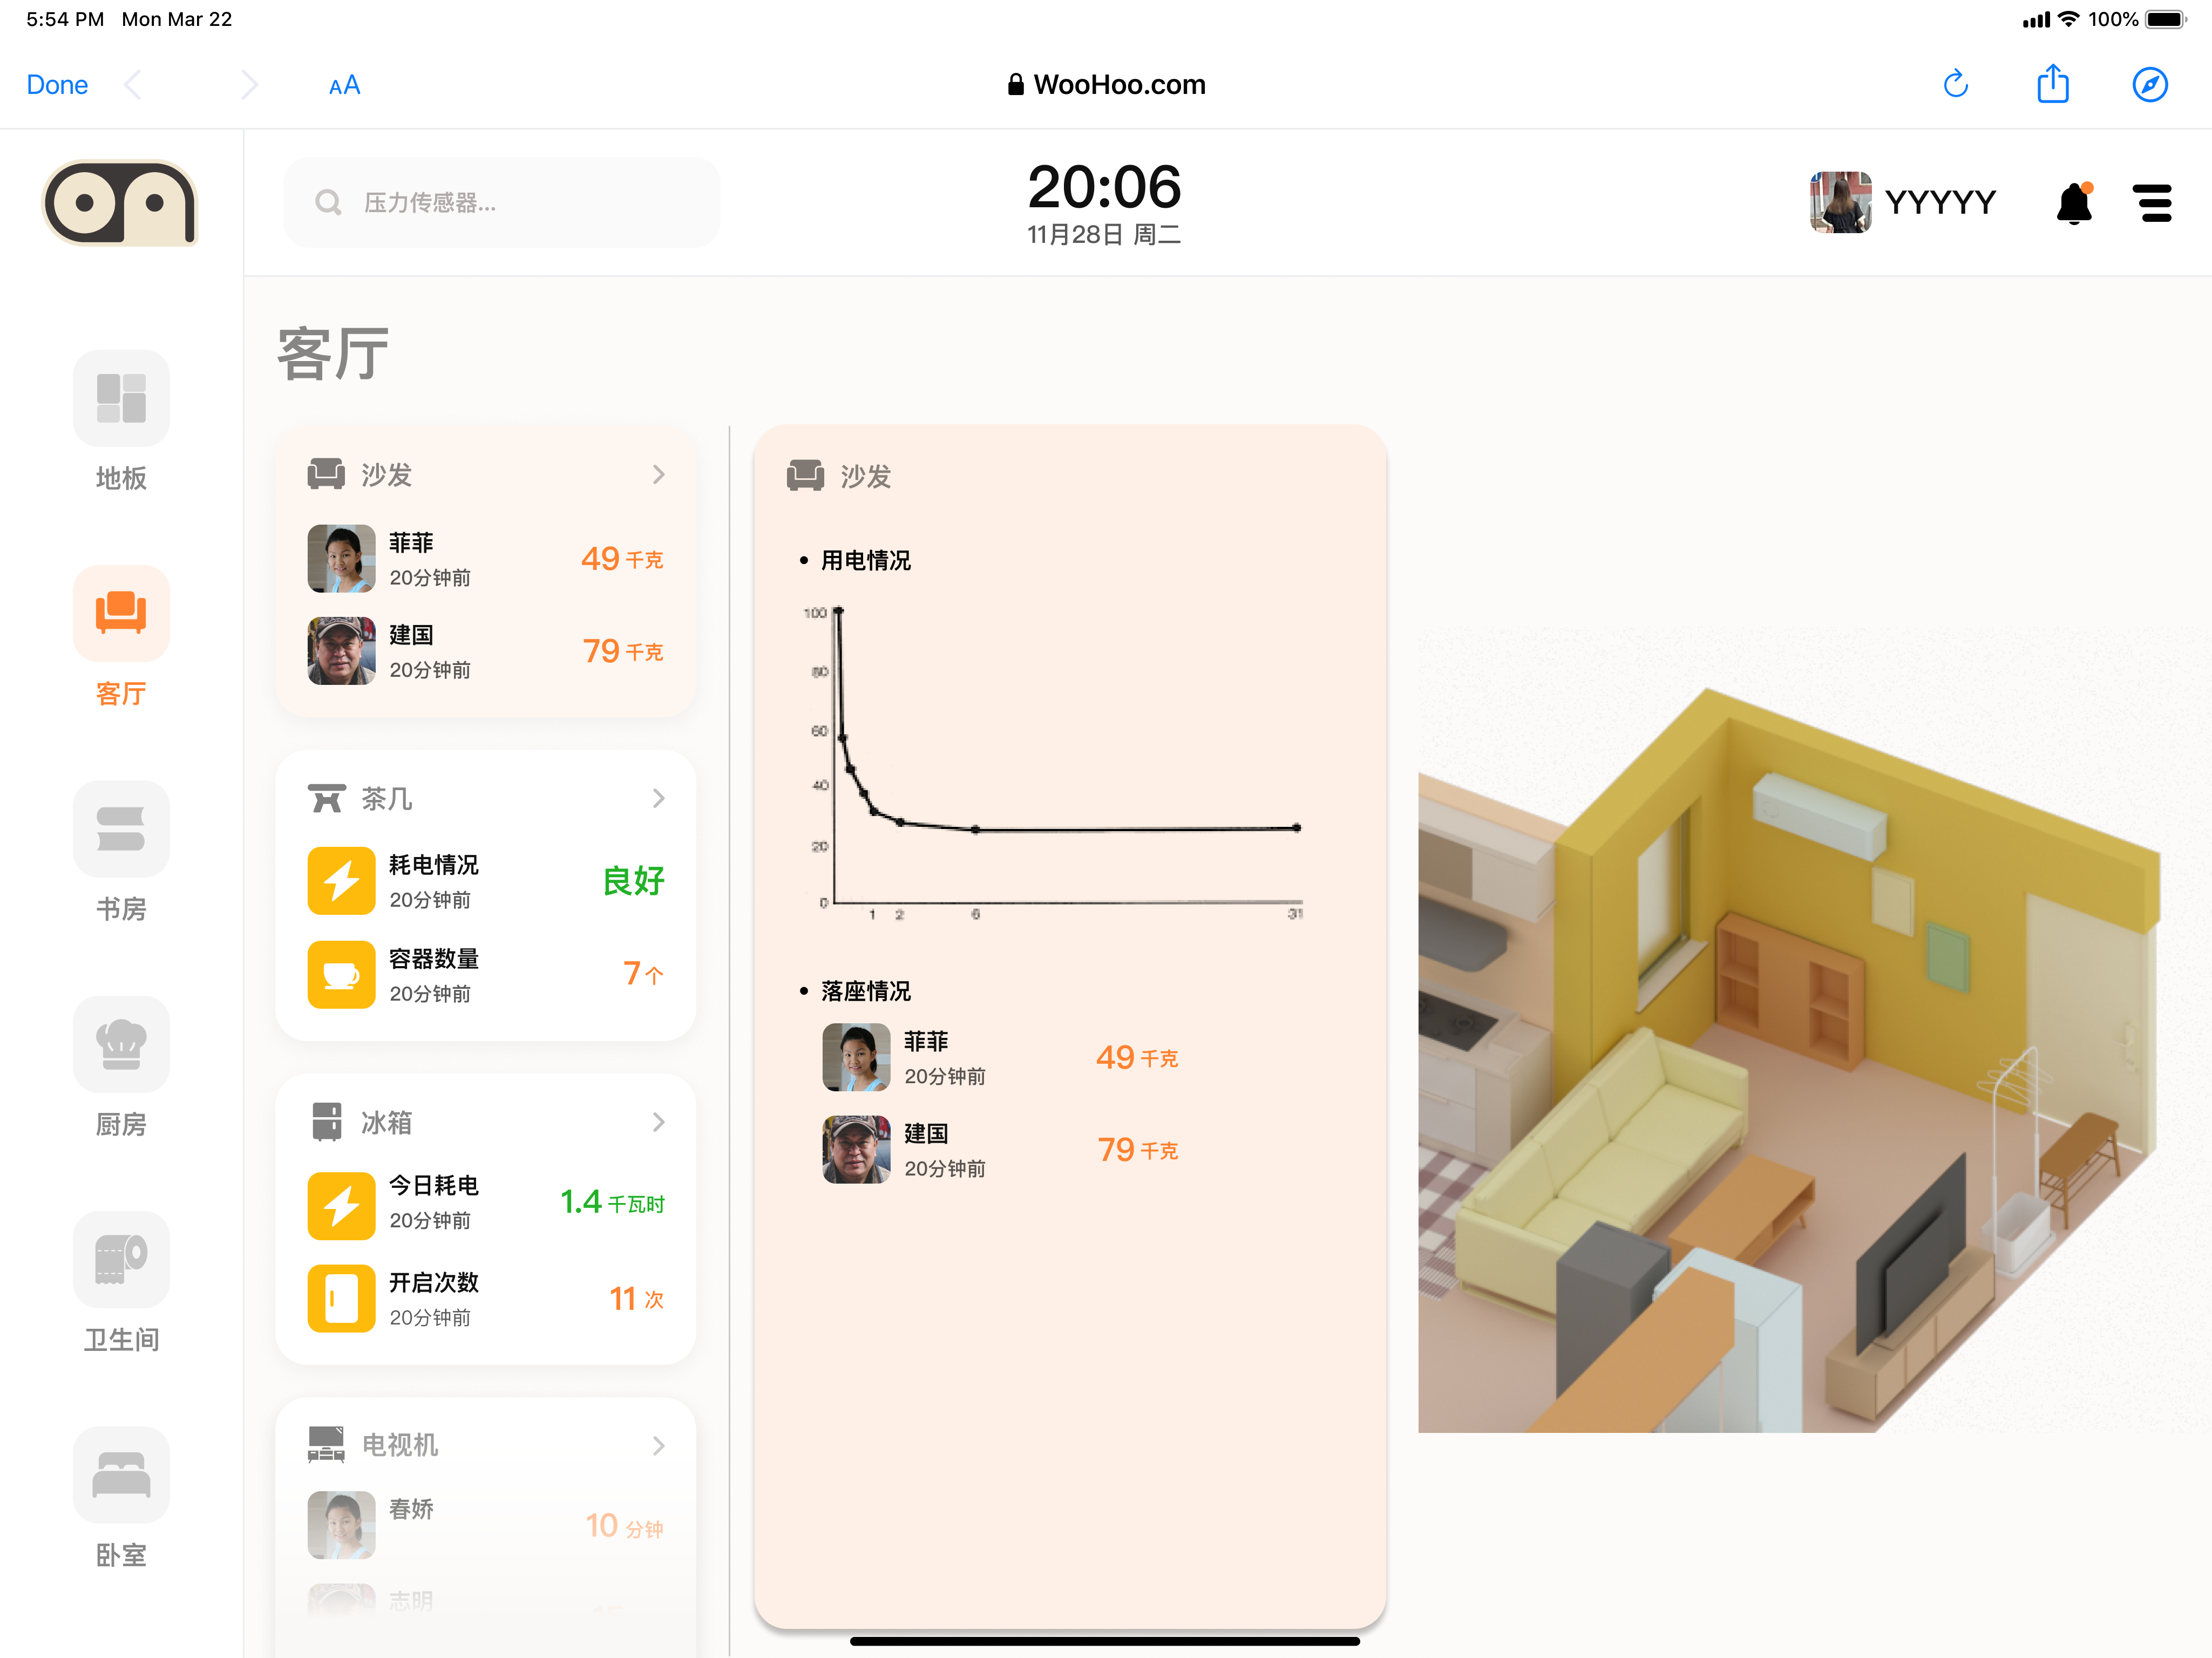 5:54 PM Mon Mar 22
100%
Done
AA
WooHoo.com
压力传感器...
20:06
11月28日 周二
YYYYY
地板
客厅
书房
厨房
卫生间
卧室
客厅
沙发
菲菲
20分钟前
49 千克
建国
20分钟前
79 千克
茶几
耗电情况
20分钟前
良好
容器数量
20分钟前
7 个
冰箱
今日耗电
20分钟前
1.4 千瓦时
开启次数
20分钟前
11 次
电视机
春娇
10 分钟
志明
沙发
• 用电情况
100
80
60
40
20
0
1 2 6 31
• 落座情况
菲菲
20分钟前
49 千克
建国
20分钟前
79 千克